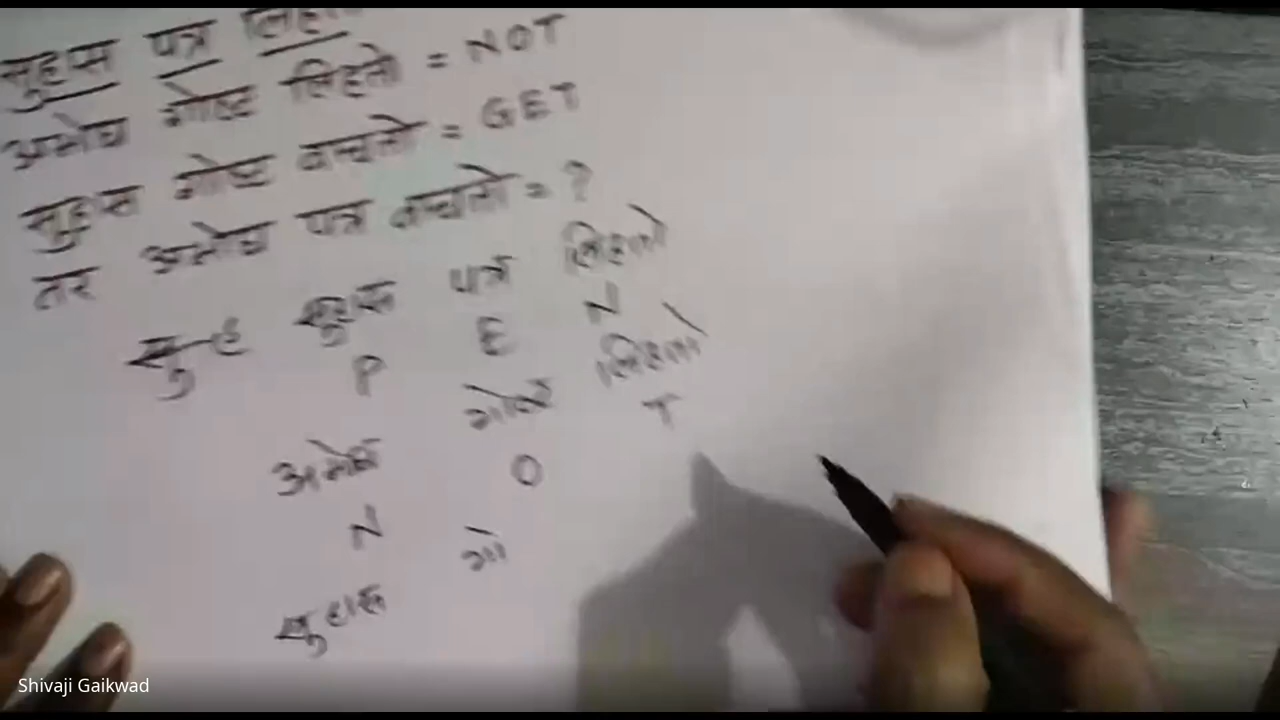 सुहास पत्र
अमोघ गोष्ट लिहतो = NOT
सुहास गोष्ट वाचतो = GET
तर अमोघ पत्र वाचतो = ?
सुह सुहास पत्र लिहतो
P E N
अमोघ गोष्ट लिहतो
N O T
सुहास गो
Shivaji Gaikwad